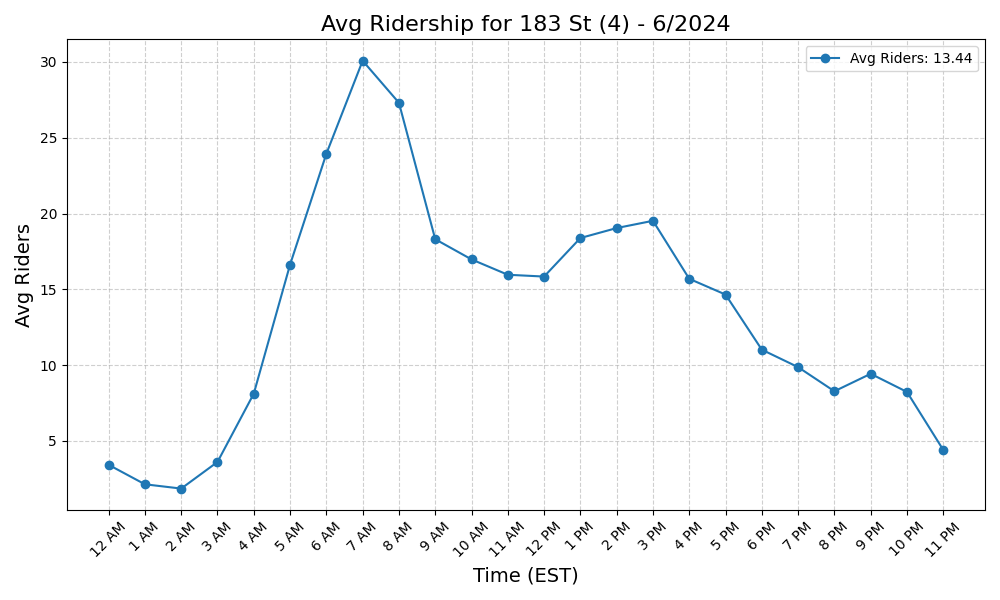 Avg Ridership for 183 St (4) - 6/2024
Avg Riders: 13.44
Avg Riders
30
25
20
15
10
5
12 AM
1 AM
2 AM
3 AM
4 AM
5 AM
6 AM
7 AM
8 AM
9 AM
10 AM
11 AM
12 PM
1 PM
2 PM
3 PM
4 PM
5 PM
6 PM
7 PM
8 PM
9 PM
10 PM
11 PM
Time (EST)